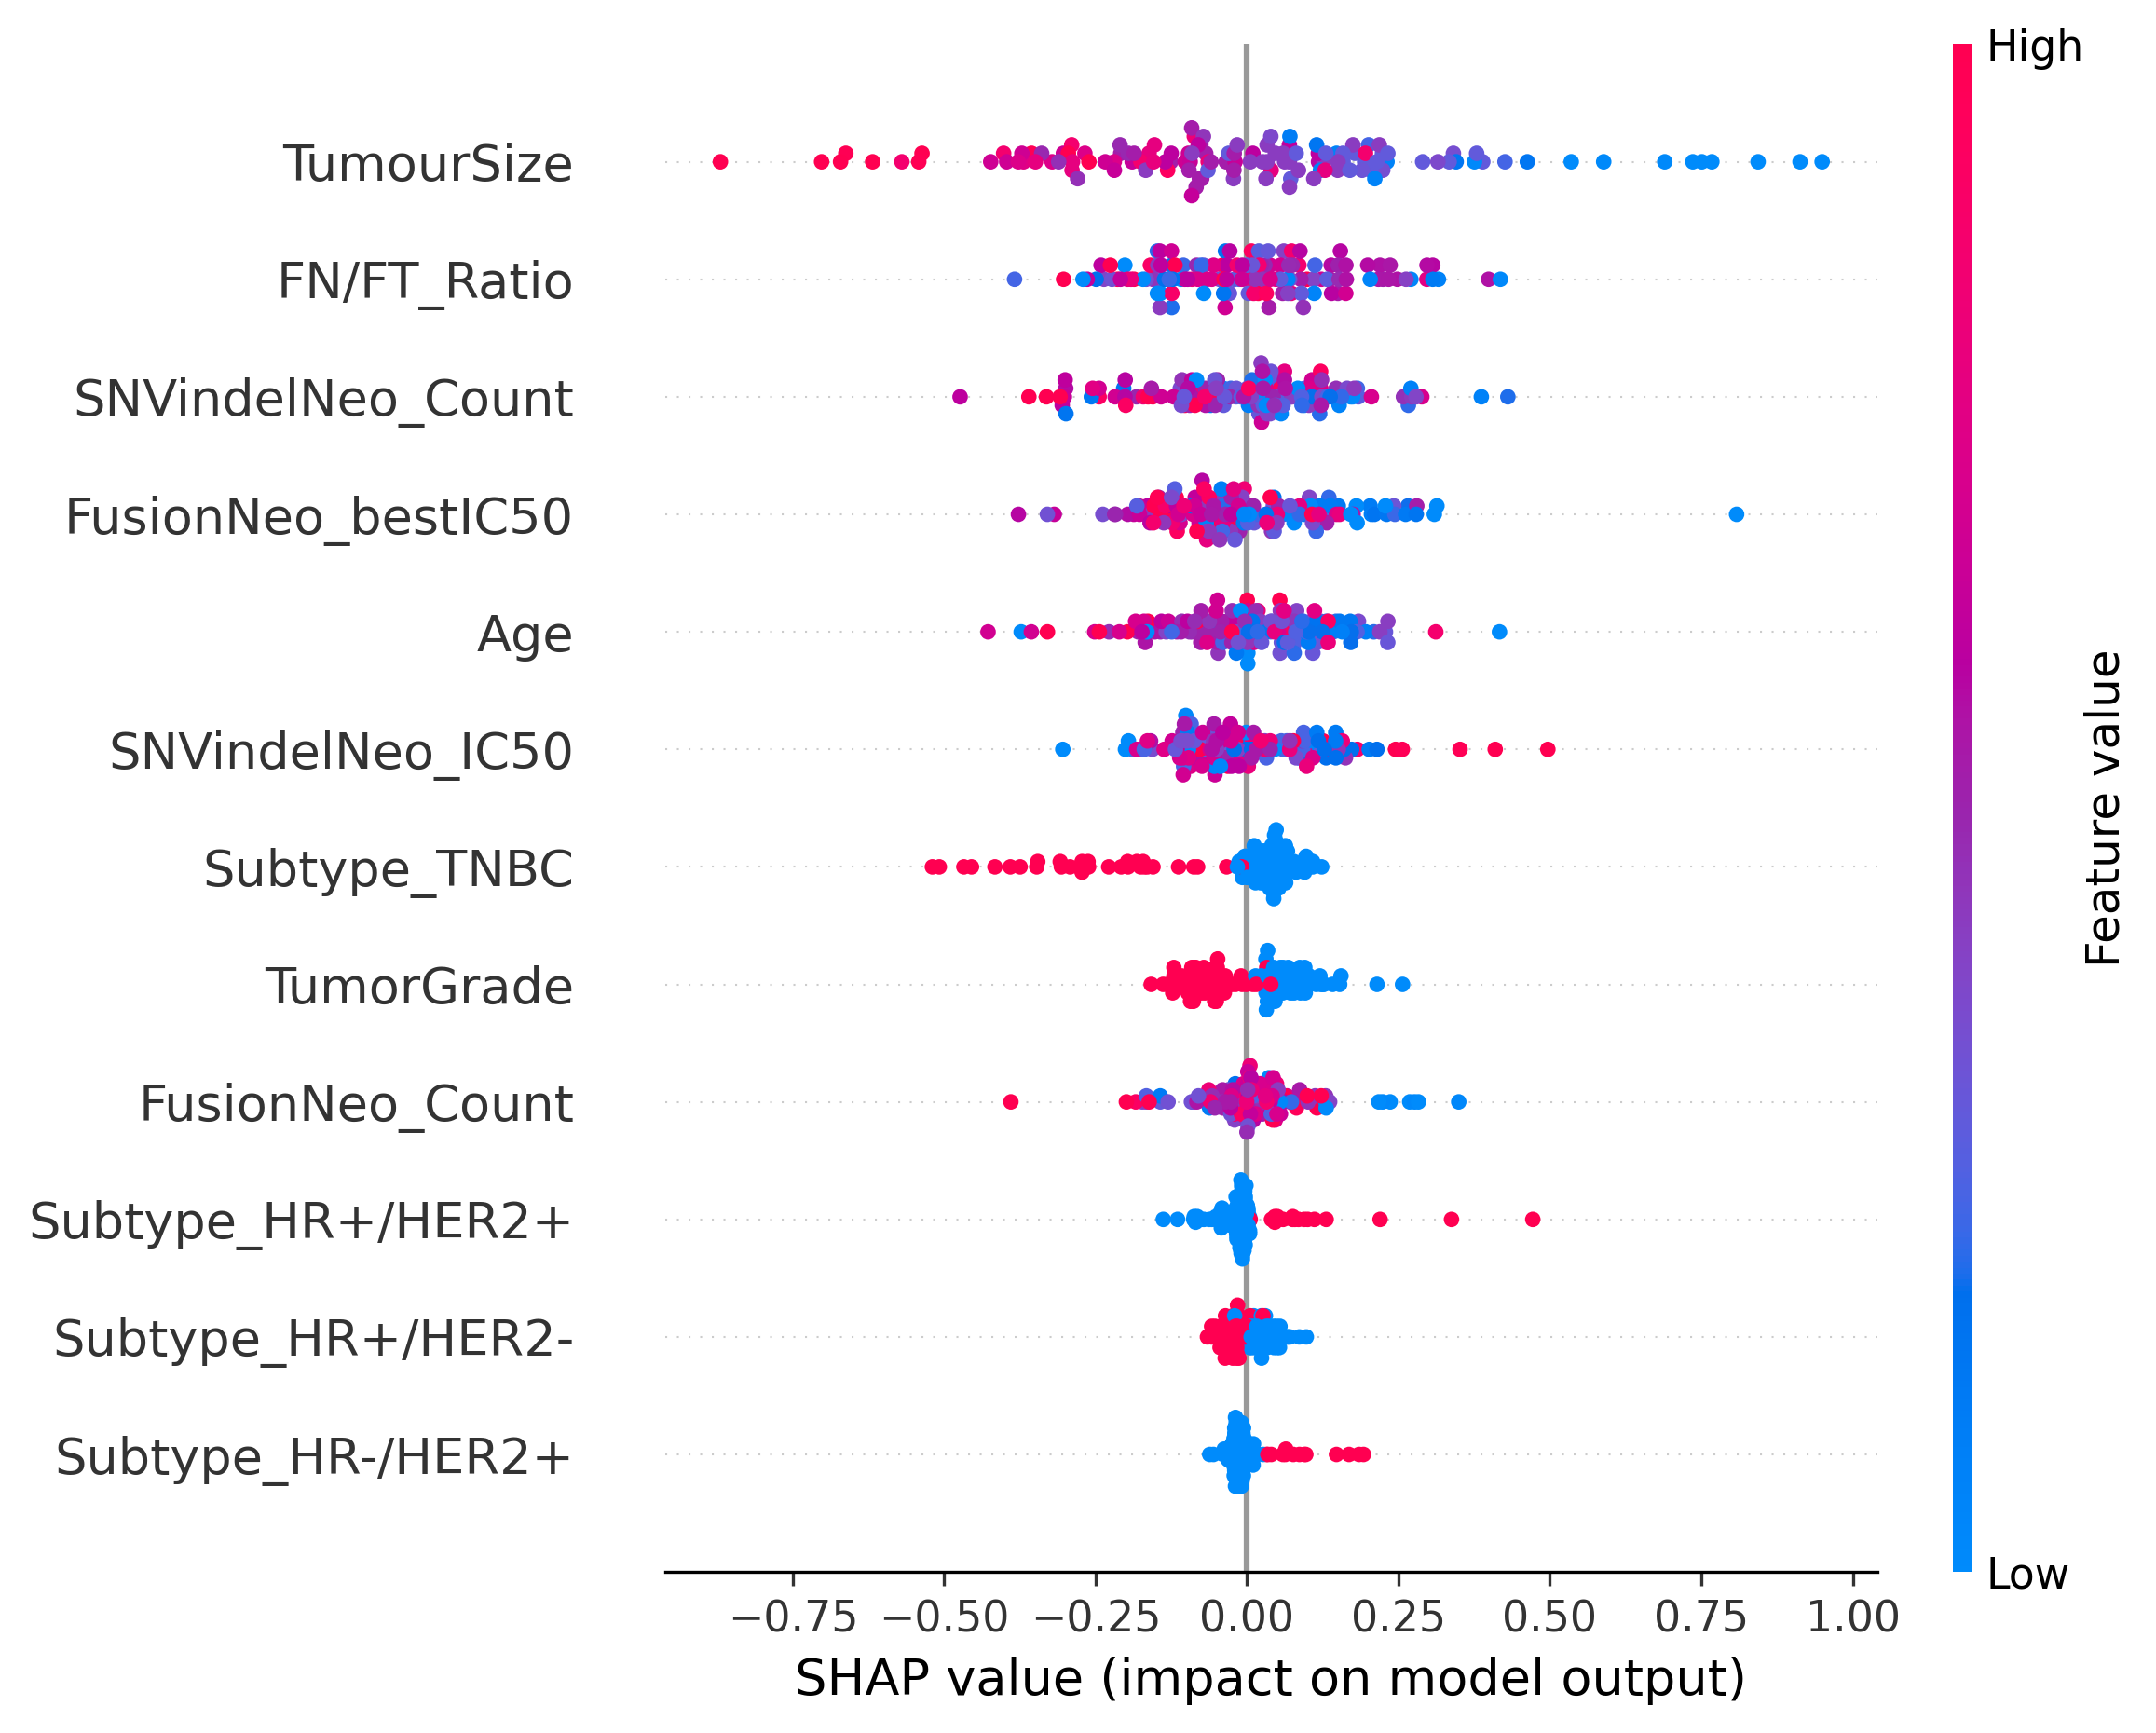 High
TumourSize
FN/FT_Ratio
SNVindelNeo_Count
FusionNeo_bestIC50
Age
SNVindelNeo_IC50
Subtype_TNBC
TumorGrade
FusionNeo_Count
Subtype_HR+/HER2+
Subtype_HR+/HER2-
Subtype_HR-/HER2+
Feature value
Low
−0.75 −0.50 −0.25 0.00 0.25 0.50 0.75 1.00
SHAP value (impact on model output)